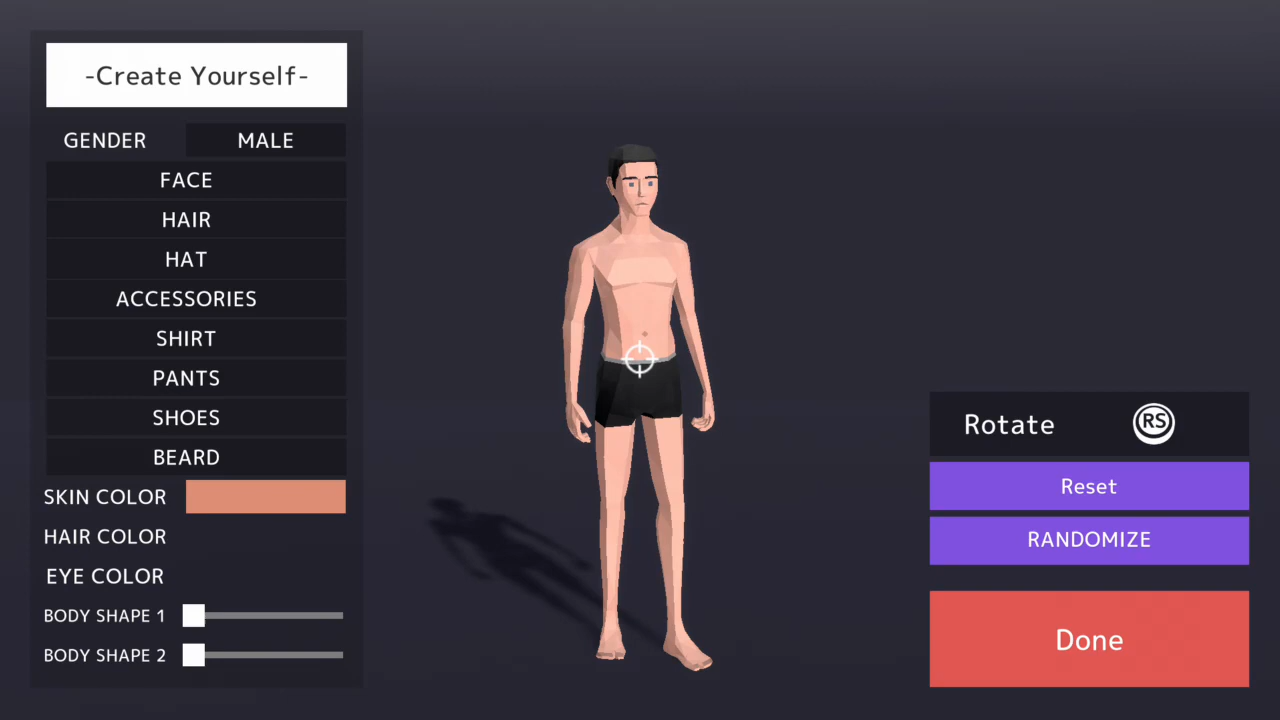 -Create Yourself-
GENDER MALE
FACE
HAIR
HAT
ACCESSORIES
SHIRT
PANTS
SHOES
BEARD
SKIN COLOR
HAIR COLOR
EYE COLOR
BODY SHAPE 1
BODY SHAPE 2
Rotate RS
Reset
RANDOMIZE
Done